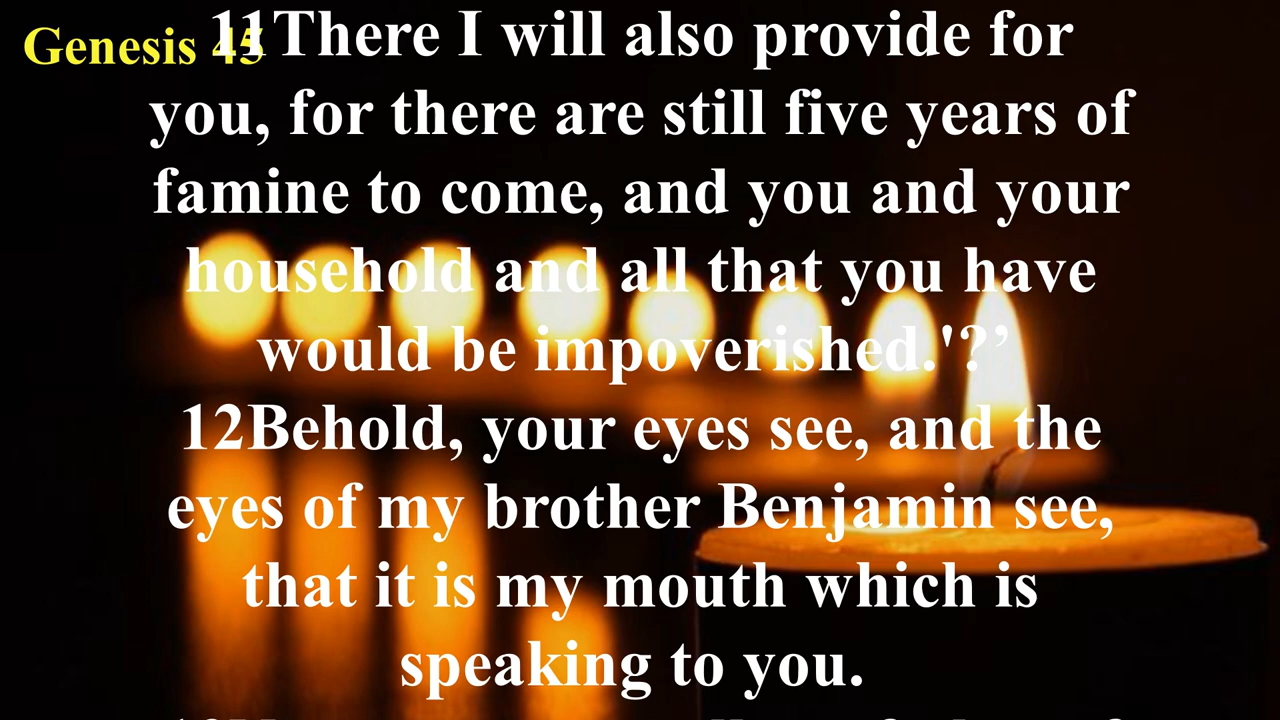 Genesis 45
11There I will also provide for
you, for there are still five years of
famine to come, and you and your
household and all that you have
would be impoverished.'?’
12Behold, your eyes see, and the
eyes of my brother Benjamin see,
that it is my mouth which is
speaking to you.